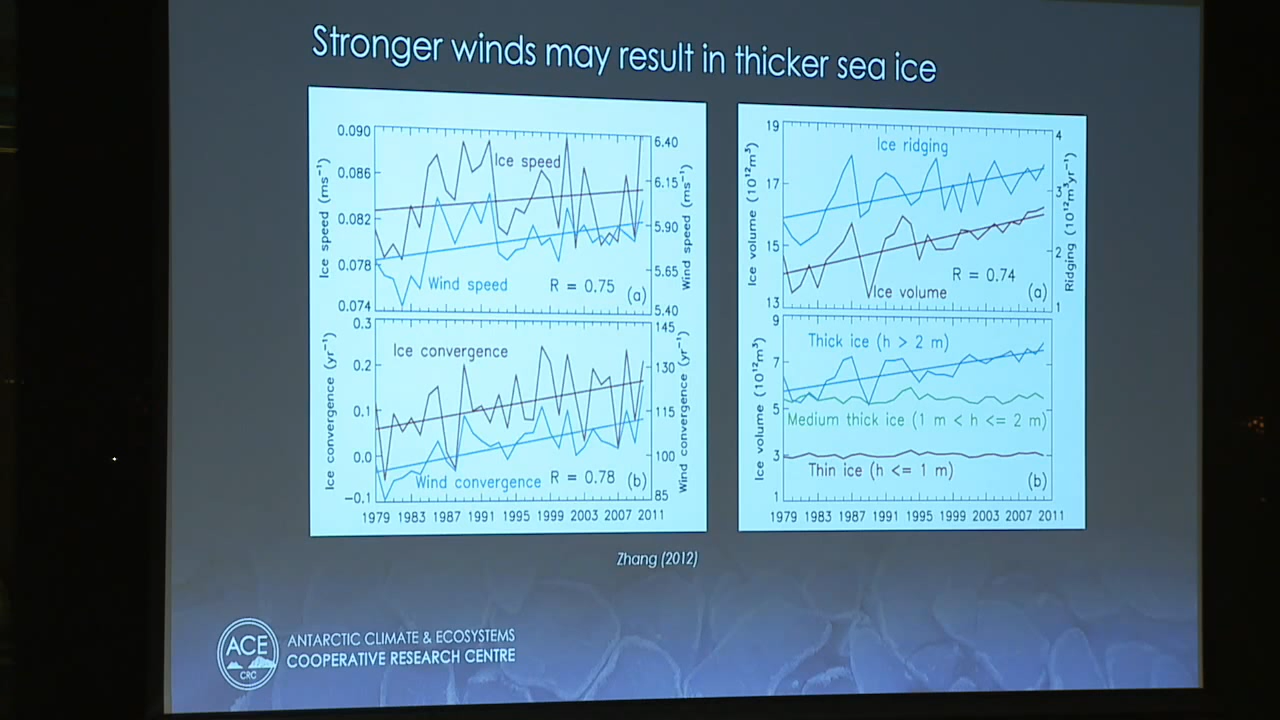 Stronger winds may result in thicker sea ice
0.090
0.086
0.082
0.078
0.074
Ice speed (ms⁻¹)
Ice speed
Wind speed
R = 0.75
(a)
6.40
6.15
5.90
5.65
5.40
Wind speed (ms⁻¹)
0.3
0.2
0.1
0.0
−0.1
Ice convergence (yr⁻¹)
Ice convergence
Wind convergence
R = 0.78
(b)
145
130
115
100
85
Wind convergence (yr⁻¹)
1979 1983 1987 1991 1995 1999 2003 2007 2011
19
17
15
13
Ice volume (10¹²m³)
Ice ridging
R = 0.74
Ice volume
(a)
4
3
2
1
Ridging (10¹²m³yr⁻¹)
9
7
5
3
1
Ice volume (10¹²m³)
Thick ice (h > 2 m)
Medium thick ice (1 m < h <= 2 m)
Thin ice (h <= 1 m)
(b)
1979 1983 1987 1991 1995 1999 2003 2007 2011
Zhang (2012)
ACE
CRC
ANTARCTIC CLIMATE & ECOSYSTEMS
COOPERATIVE RESEARCH CENTRE